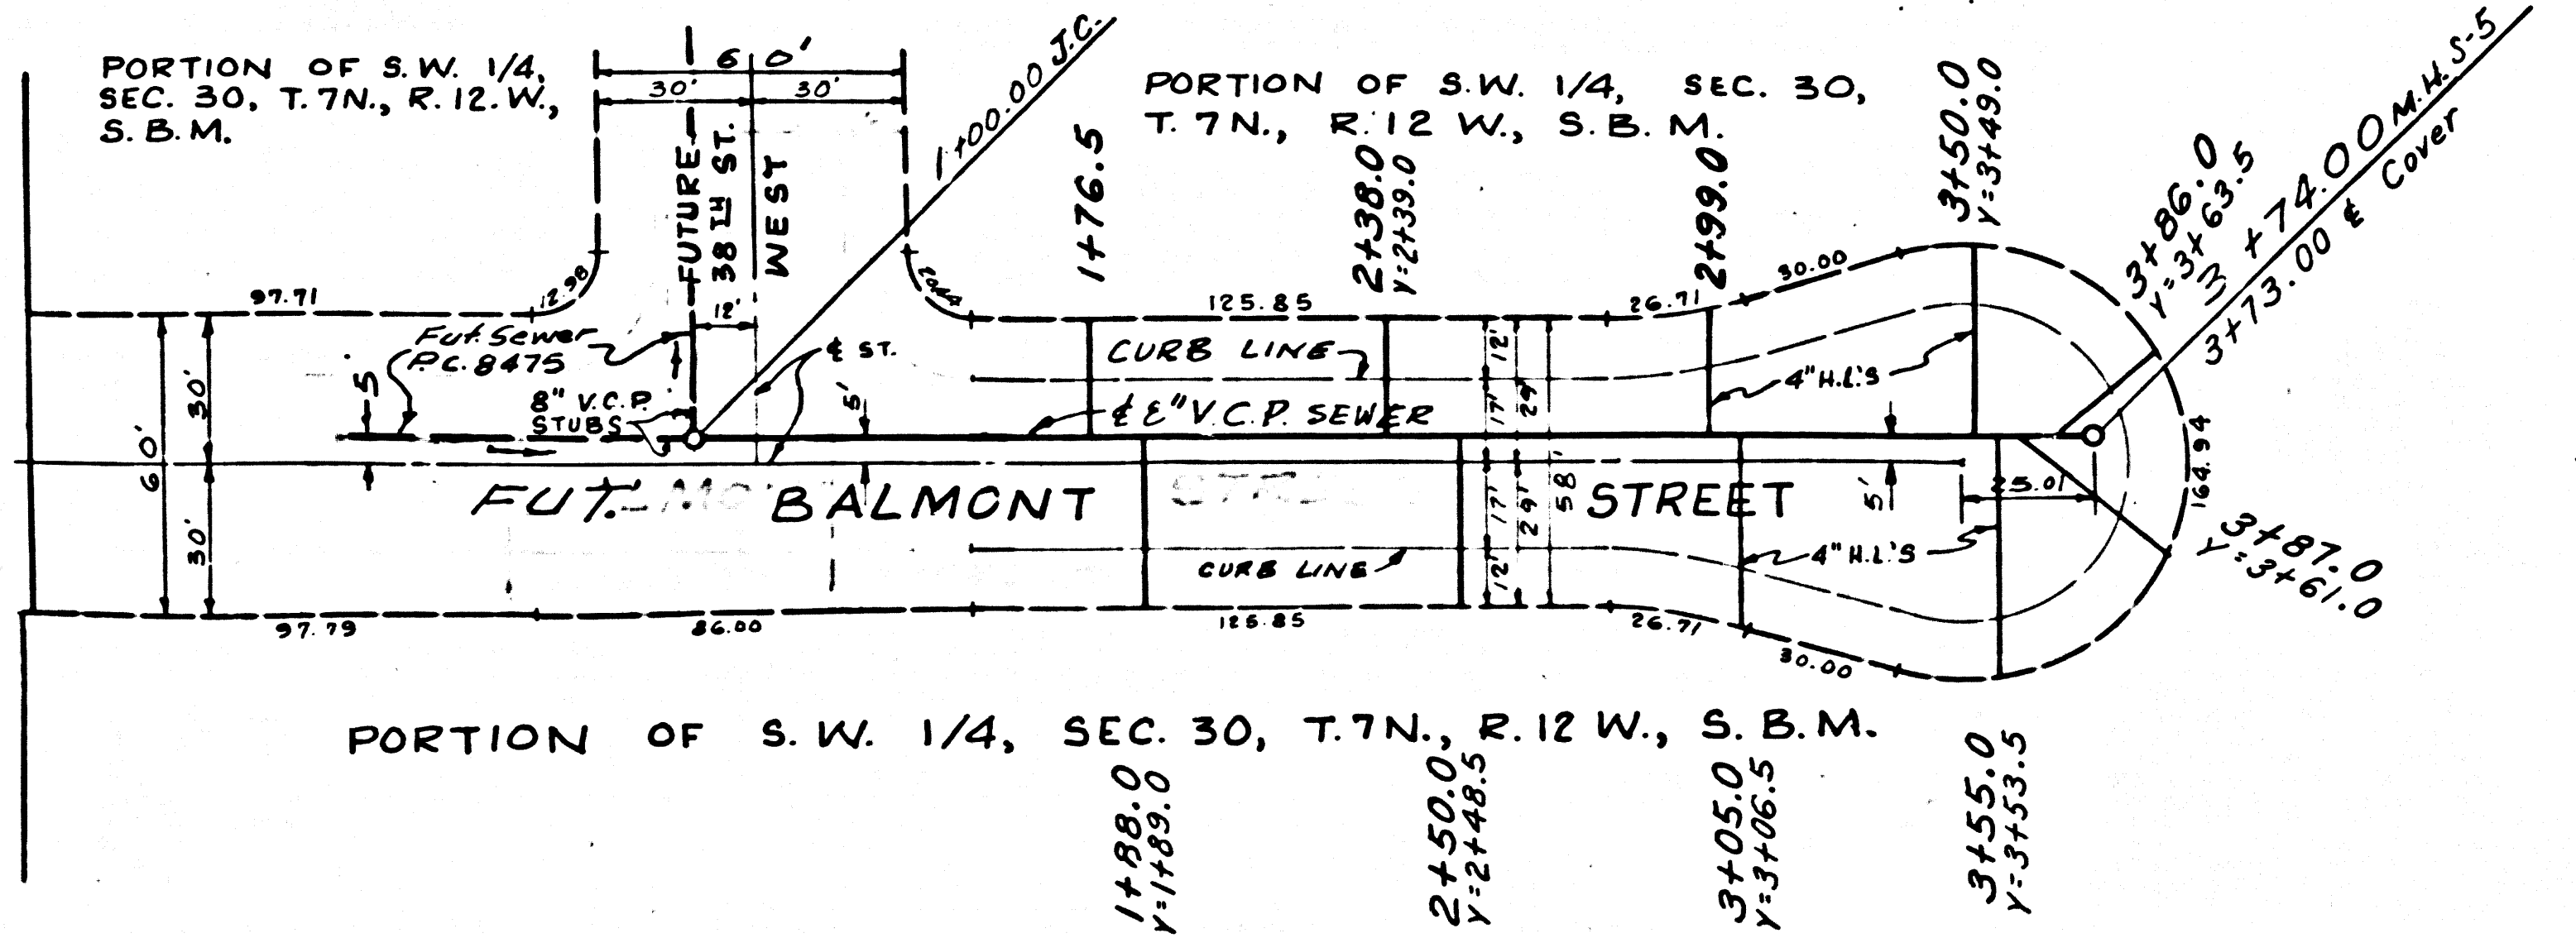 PORTION OF S.W. 1/4,
SEC. 30, T. 7N., R. 12. W.,
S. B. M.
60'
30'
30'
FUTURE
38TH ST.
WEST
1+00.00 J.C.
PORTION OF S.W. 1/4, SEC. 30,
T. 7N., R. 12 W., S. B. M.
1+76.5
2+38.0
Y=2+39.0
2+99.0
3+50.0
Y=3+49.0
3+86.0
Y=3+63.5
3+74.00 M.H. S-5
3+73.00 ℄ Cover
97.71
12.98
12'
125.85
26.71
30.00
Fut. Sewer
P.C. 8475
5
8" V.C.P.
STUBS
℄ ST.
5'
CURB LINE
V.C.P. SEWER
12'
17'
29'
4" H.L.'S
60'
30'
30'
FUT. BALMONT STREET
17'
29'
58'
12'
CURB LINE
4" H.L.'S
5'
25.01
164.94
3+87.0
Y=3+61.0
97.79
86.00
125.85
26.71
30.00
PORTION OF S. W. 1/4, SEC. 30, T. 7N., R. 12 W., S. B. M.
1+88.0
Y=1+89.0
2+50.0
Y=2+48.5
3+05.0
Y=3+06.5
3+55.0
Y=3+53.5